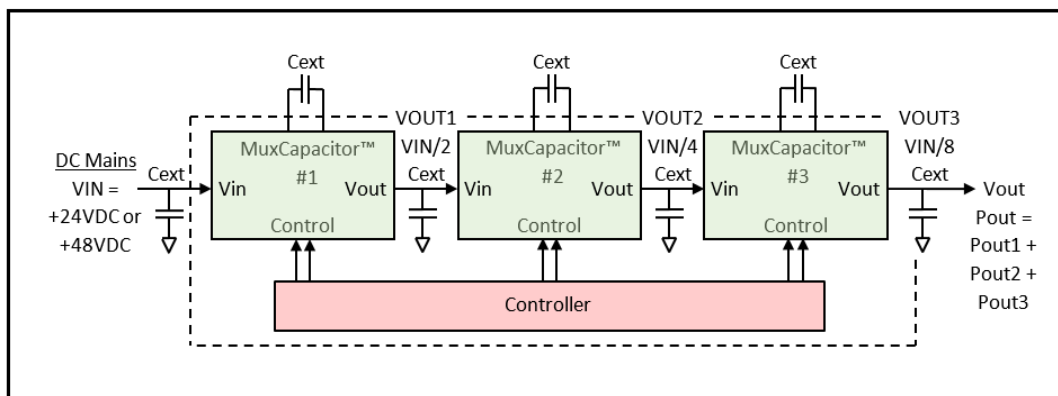 Cext
Cext
Cext
VOUT1
VOUT2
VOUT3
DC Mains
VIN =
+24VDC or
+48VDC
Cext
MuxCapacitor™
#1
Vin
Vout
Control
VIN/2
Cext
MuxCapacitor™
#2
Vin
Vout
Control
VIN/4
Cext
MuxCapacitor™
#3
Vin
Vout
Control
VIN/8
Cext
Vout
Pout =
Pout1 +
Pout2 +
Pout3
Controller